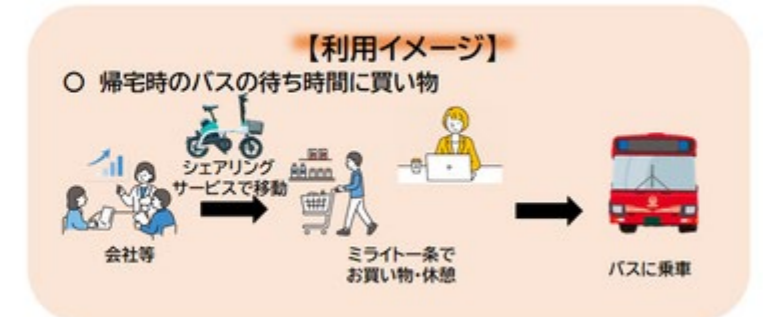 【利用イメージ】
〇 帰宅時のバスの待ち時間に買い物
シェアリング
サービスで移動
会社等
ミライト一条で
お買い物・休憩
バスに乗車